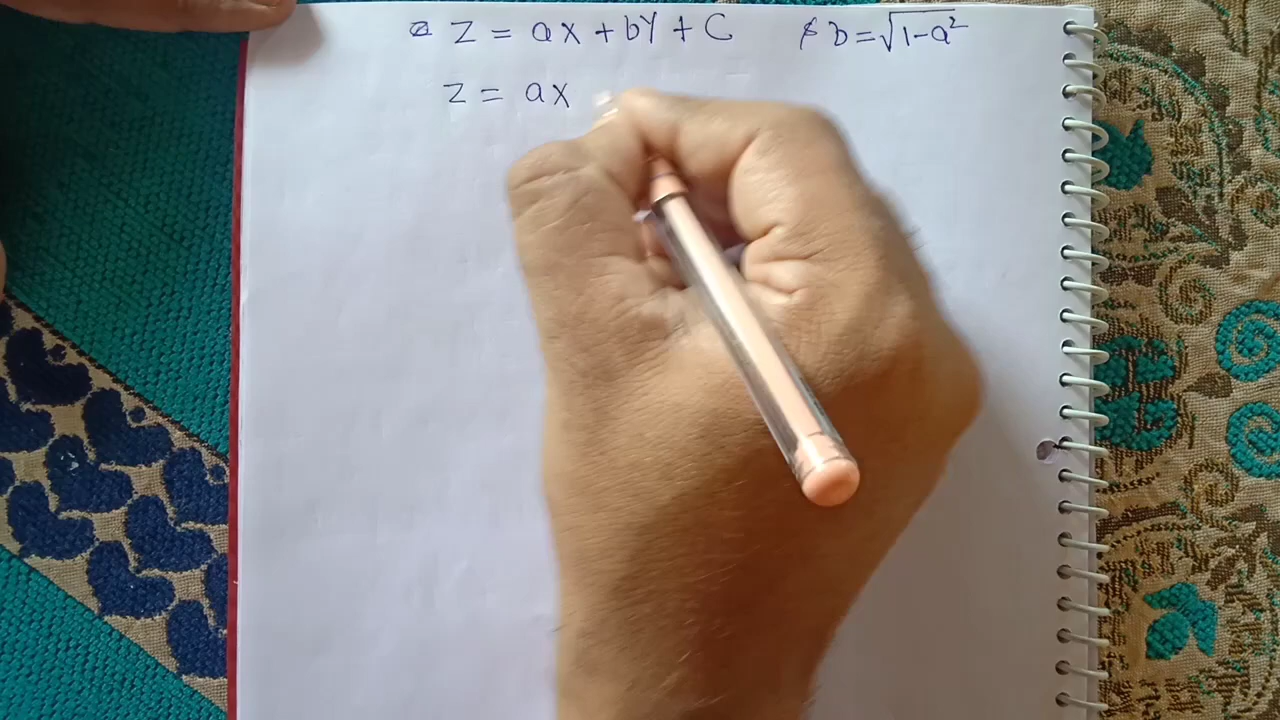 Z = ax + bY + C & b = √1-a²
Z = ax